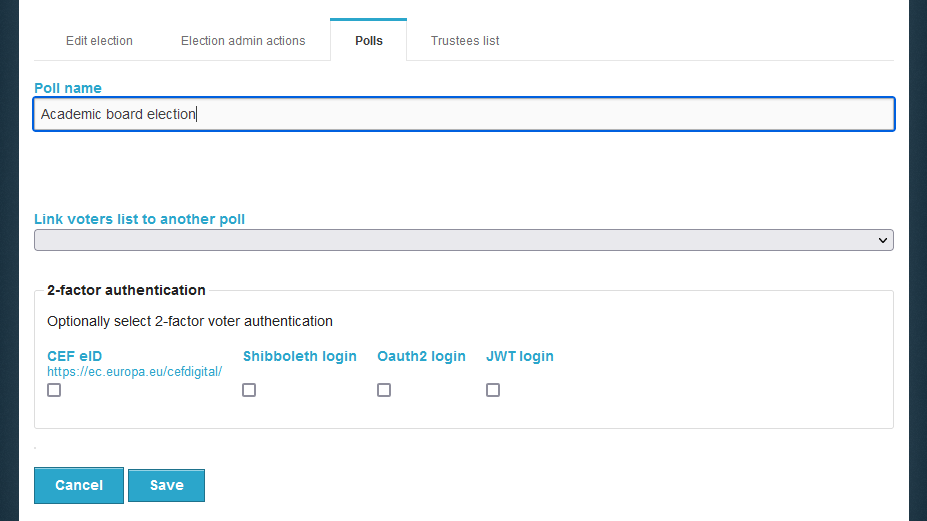 Edit election Election admin actions Polls Trustees list
Poll name
Academic board election
Link voters list to another poll
2-factor authentication
Optionally select 2-factor voter authentication
CEF eID Shibboleth login Oauth2 login JWT login
https://ec.europa.eu/cefdigital/
Cancel Save